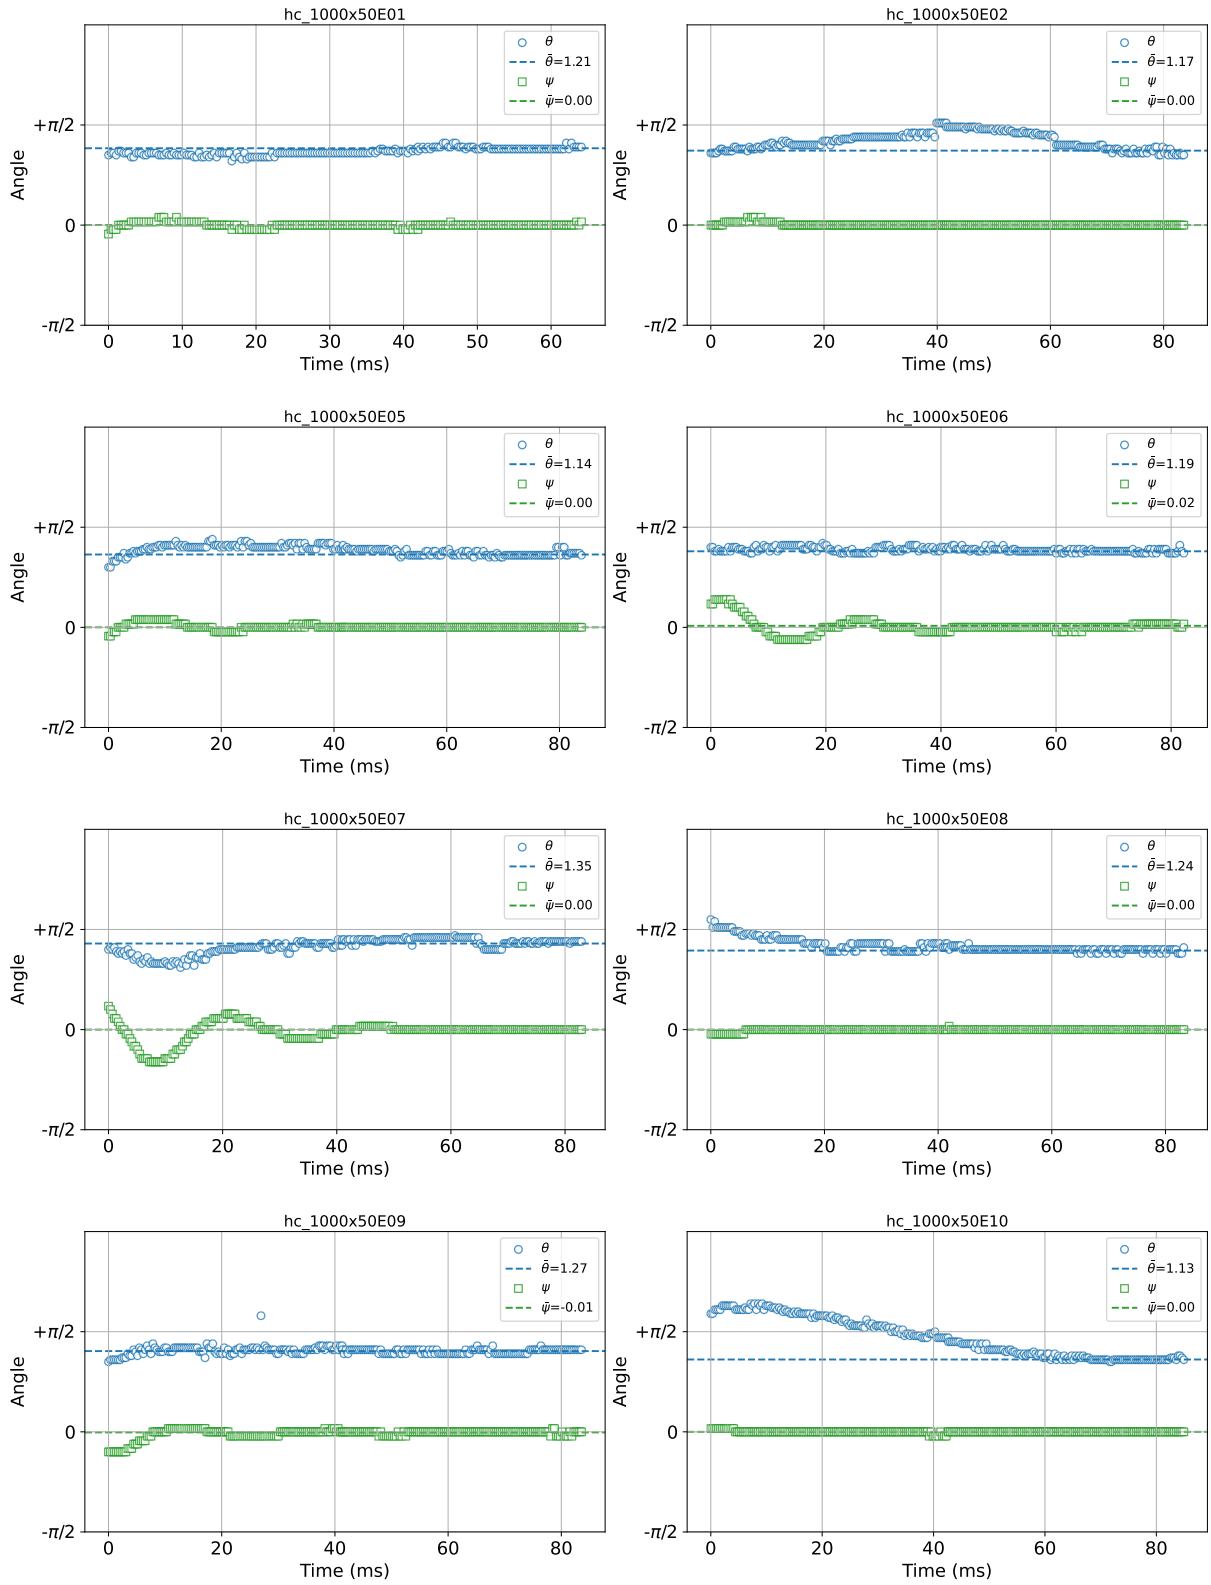 hc_1000x50E01
θ
θ̄=1.21
ψ
ψ̄=0.00
+π/2
0
-π/2
Angle
0 10 20 30 40 50 60
Time (ms)
hc_1000x50E02
θ
θ̄=1.17
ψ
ψ̄=0.00
+π/2
0
-π/2
Angle
0 20 40 60 80
Time (ms)
hc_1000x50E05
θ
θ̄=1.14
ψ
ψ̄=0.00
+π/2
0
-π/2
Angle
0 20 40 60 80
Time (ms)
hc_1000x50E06
θ
θ̄=1.19
ψ
ψ̄=0.02
+π/2
0
-π/2
Angle
0 20 40 60 80
Time (ms)
hc_1000x50E07
θ
θ̄=1.35
ψ
ψ̄=0.00
+π/2
0
-π/2
Angle
0 20 40 60 80
Time (ms)
hc_1000x50E08
θ
θ̄=1.24
ψ
ψ̄=0.00
+π/2
0
-π/2
Angle
0 20 40 60 80
Time (ms)
hc_1000x50E09
θ
θ̄=1.27
ψ
ψ̄=-0.01
+π/2
0
-π/2
Angle
0 20 40 60 80
Time (ms)
hc_1000x50E10
θ
θ̄=1.13
ψ
ψ̄=0.00
+π/2
0
-π/2
Angle
0 20 40 60 80
Time (ms)